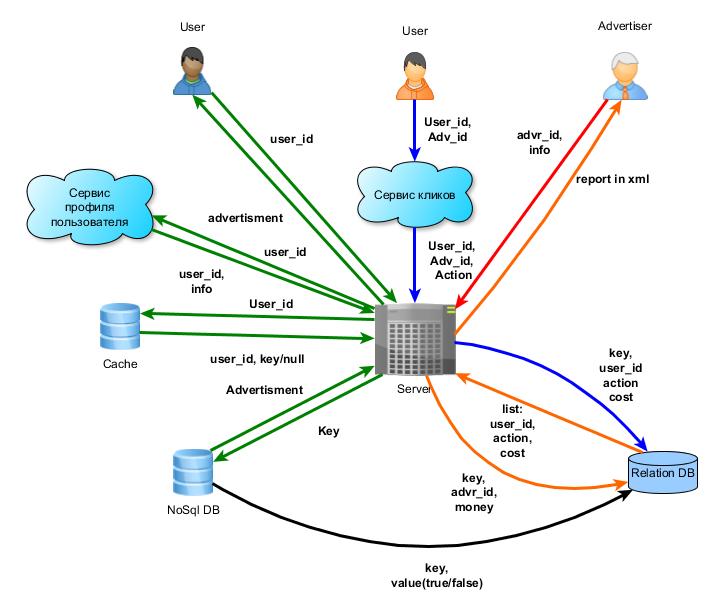 User
User
Advertiser
user_id
User_id,
Adv_id
advr_id,
info
report in xml
Сервис
профиля
пользователя
Сервис кликов
advertisment
user_id
user_id,
info
User_id,
Adv_id,
Action
User_id
Cache
user_id, key/null
Server
Advertisment
Key
key,
user_id
action
cost
list:
user_id,
action,
cost
key,
advr_id,
money
Relation DB
NoSql DB
key,
value(true/false)